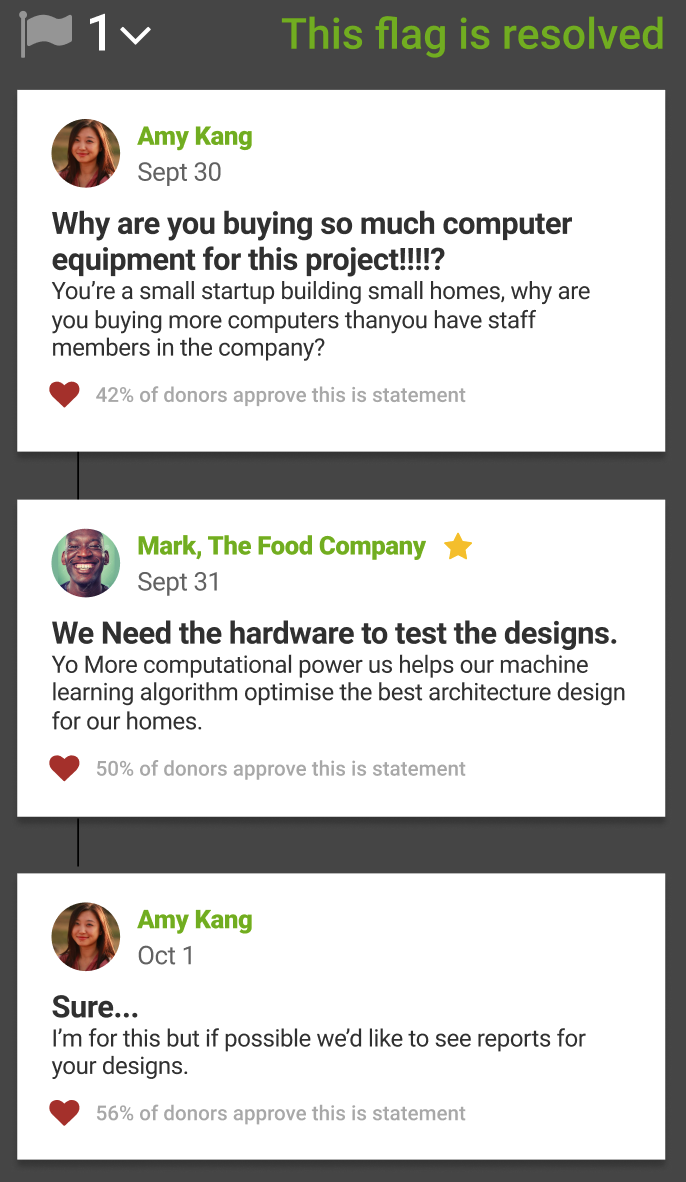 1
This flag is resolved
Amy Kang
Sept 30
Why are you buying so much computer
equipment for this project!!!!?
You’re a small startup building small homes, why are
you buying more computers thanyou have staff
members in the company?
42% of donors approve this is statement
Mark, The Food Company
Sept 31
We Need the hardware to test the designs.
Yo More computational power us helps our machine
learning algorithm optimise the best architecture design
for our homes.
50% of donors approve this is statement
Amy Kang
Oct 1
Sure...
I’m for this but if possible we’d like to see reports for
your designs.
56% of donors approve this is statement